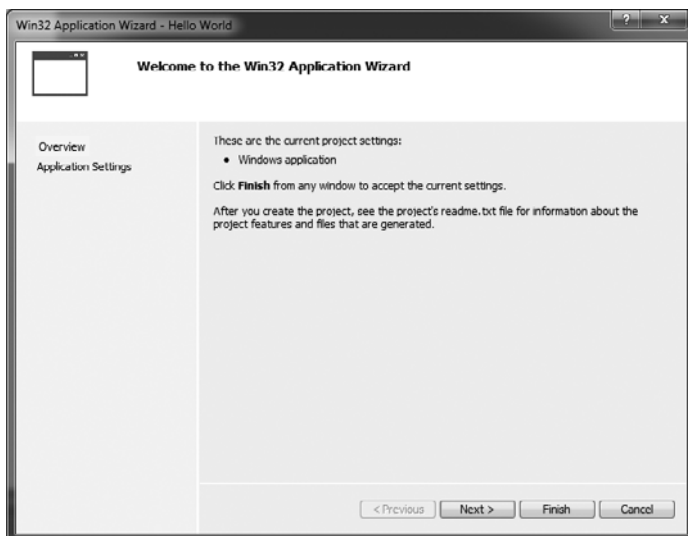 Win32 Application Wizard - Hello World
Welcome to the Win32 Application Wizard
Overview
Application Settings
These are the current project settings:
• Windows application
Click Finish from any window to accept the current settings.
After you create the project, see the project's readme.txt file for information about the
project features and files that are generated.
< Previous
Next >
Finish
Cancel